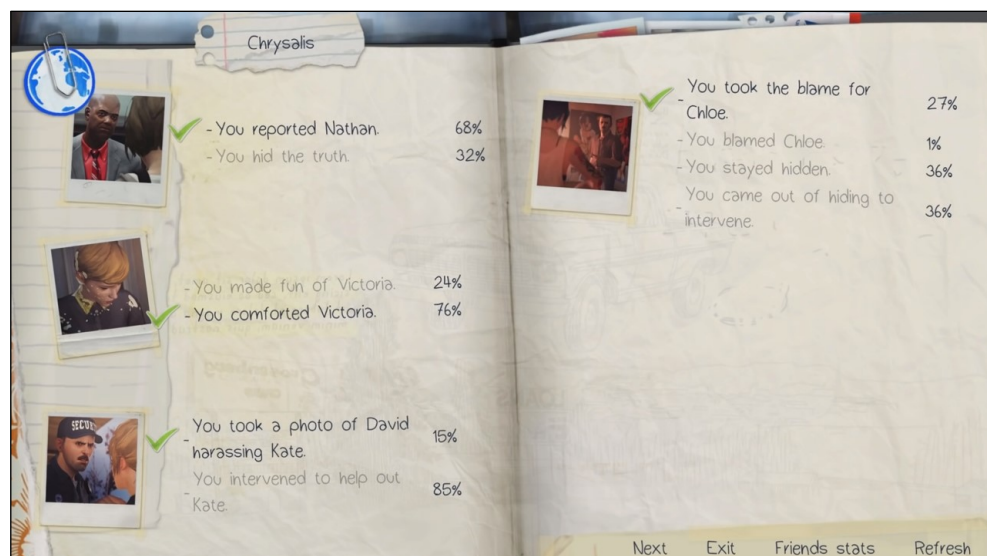 Chrysalis
-You reported Nathan. 68%
-You hid the truth. 32%
-You made fun of Victoria. 24%
-You comforted Victoria. 76%
-You took a photo of David
harassing Kate. 15%
-You intervened to help out
Kate. 85%
SECU
-You took the blame for
Chloe. 27%
-You blamed Chloe. 1%
-You stayed hidden. 36%
-You came out of hiding to
intervene. 36%
Next Exit Friends stats Refresh